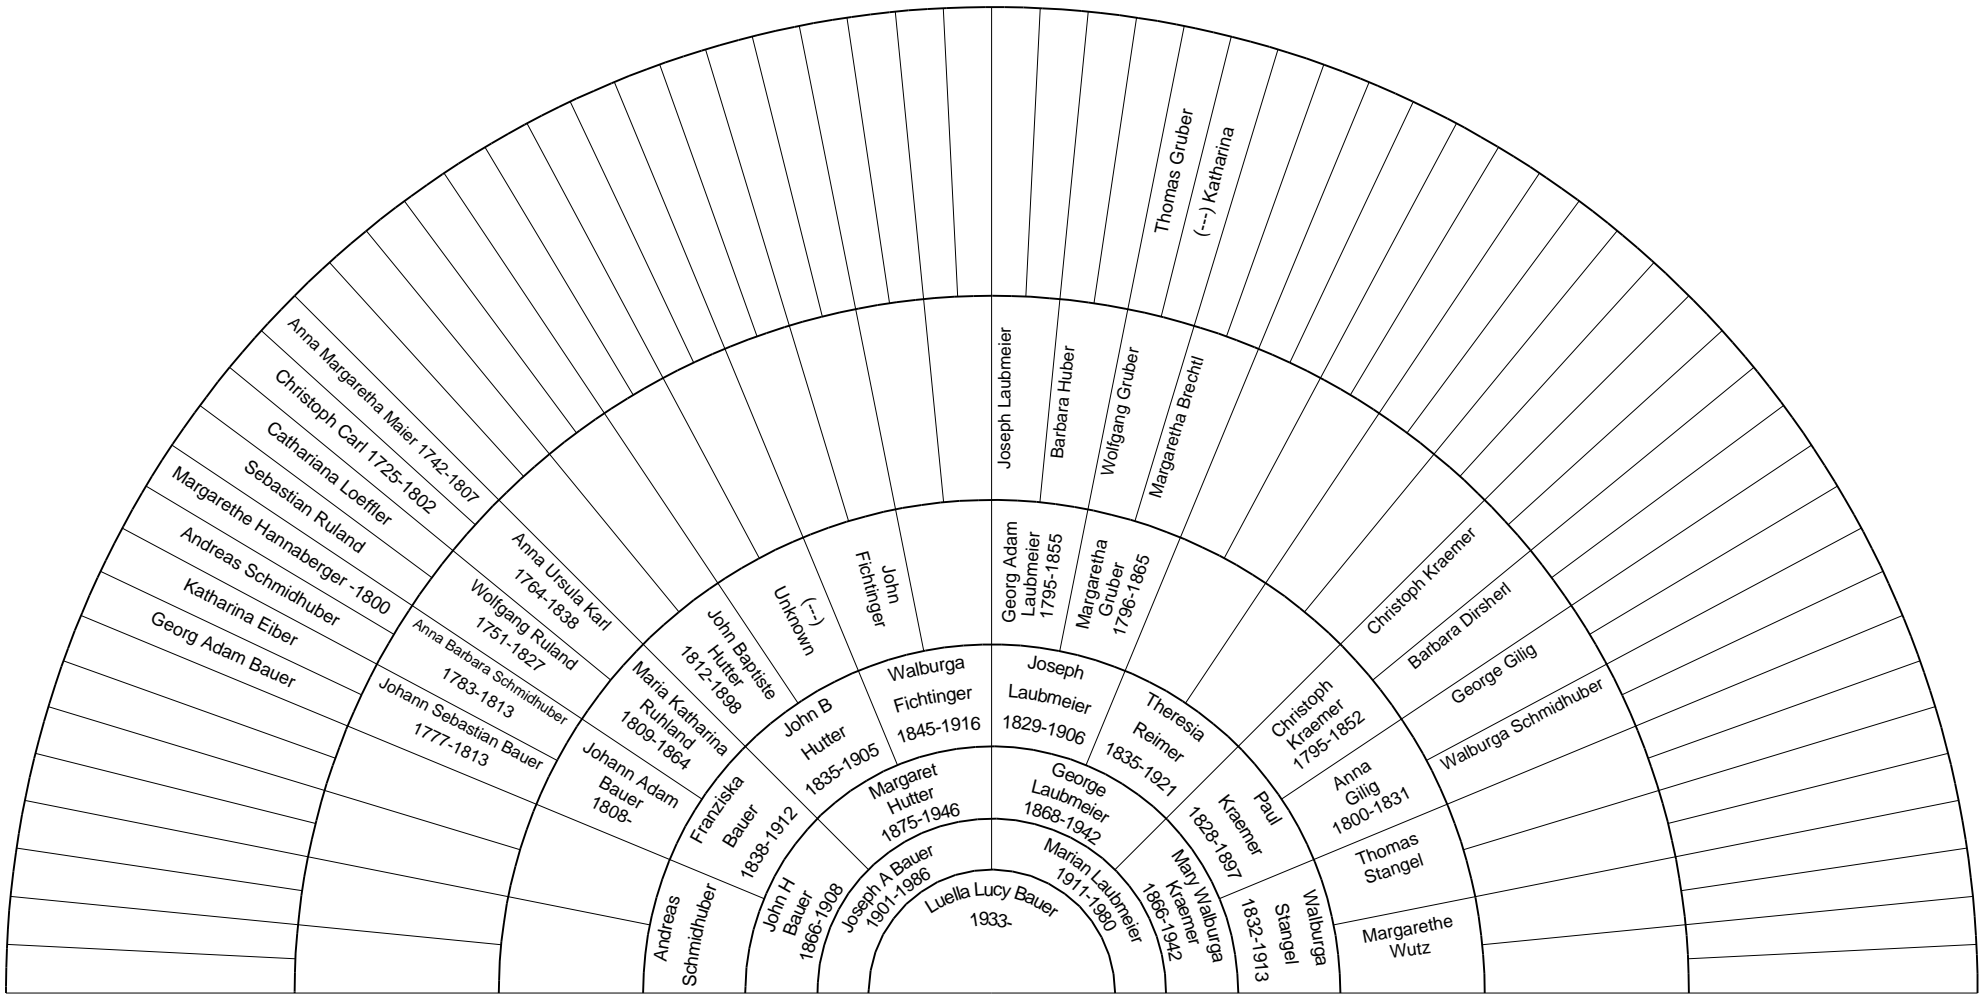 Luella Lucy Bauer
1933-
Joseph A Bauer
1901-1986
Marian Laubmeier
1911-1980
John H
Bauer
1866-1908
Margaret
Hutter
1875-1946
George
Laubmeier
1868-1942
Mary Walburga
Kraemer
1866-1942
Andreas
Schmidhuber
Franziska
Bauer
1838-1912
John B
Hutter
1835-1905
Walburga
Fichtinger
1845-1916
Joseph
Laubmeier
1829-1906
Theresia
Reimer
1835-1921
Paul
Kraemer
1828-1897
Walburga
Stangel
1832-1913
Johann Adam
Bauer
1808-
Maria Katharina
Ruhland
1809-1864
John Baptiste
Hutter
1812-1898
(---)
Unknown
John
Fichtinger
Georg Adam
Laubmeier
1795-1855
Margaretha
Gruber
1796-1865
Christoph
Kraemer
1795-1852
Anna
Gilig
1800-1831
Thomas
Stangel
Margarethe
Wutz
Johann Sebastian Bauer
1777-1813
Anna Barbara Schmidhuber
1783-1813
Wolfgang Ruland
1751-1827
Anna Ursula Karl
1764-1838
Joseph Laubmeier
Barbara Huber
Wolfgang Gruber
Margaretha Brechtl
Christoph Kraemer
Barbara Dirsherl
George Gilig
Walburga Schmidhuber
Georg Adam Bauer
Katharina Eiber
Andreas Schmidhuber
Margarethe Hannaberger -1800
Sebastian Ruland
Cathariana Loeffler
Christoph Carl 1725-1802
Anna Margaretha Maier 1742-1807
Thomas Gruber
(---) Katharina